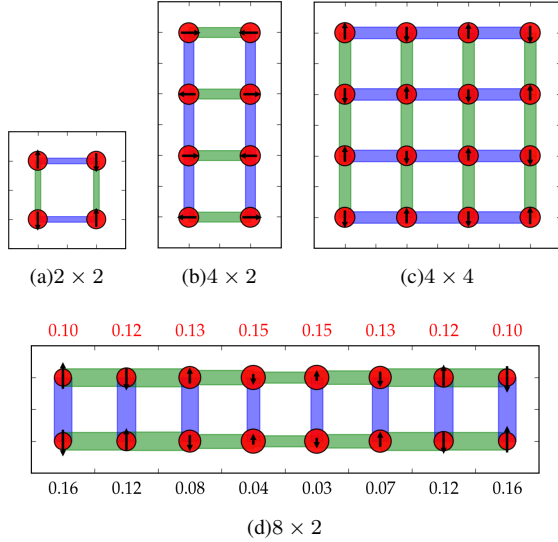 (a)2 × 2
(b)4 × 2
(c)4 × 4
0.10 0.12 0.13 0.15 0.15 0.13 0.12 0.10
0.16 0.12 0.08 0.04 0.03 0.07 0.12 0.16
(d)8 × 2